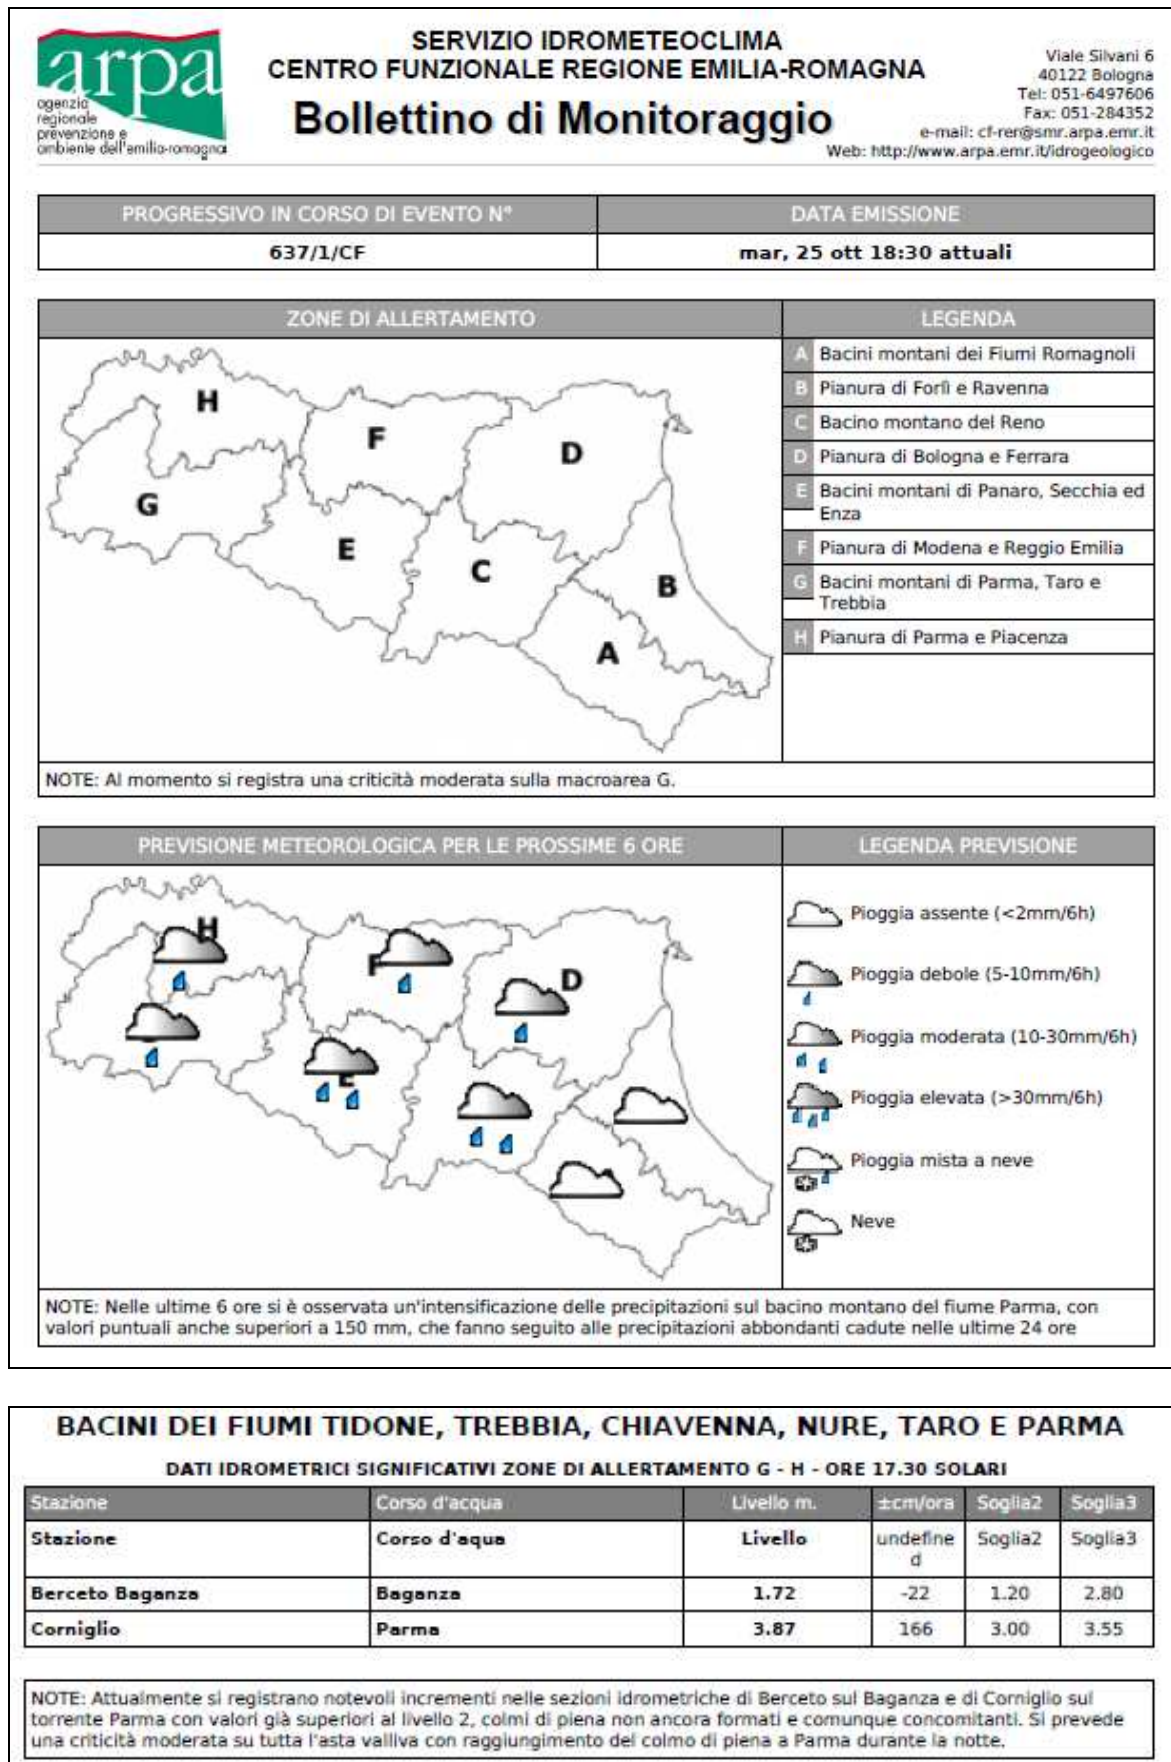 arpa
agenzia
regionale
prevenzione e
ambiente dell'emilia-romagna
SERVIZIO IDROMETEOCLIMA
CENTRO FUNZIONALE REGIONE EMILIA-ROMAGNA
Bollettino di Monitoraggio
Viale Silvani 6
40122 Bologna
Tel: 051-6497606
Fax: 051-284352
e-mail: cf-rer@smr.arpa.emr.it
Web: http://www.arpa.emr.it/idrogeologico
PROGRESSIVO IN CORSO DI EVENTO N° DATA EMISSIONE
637/1/CF mar, 25 ott 18:30 attuali
ZONE DI ALLERTAMENTO LEGENDA
H
F
D
G
E
C
B
A
A Bacini montani dei Fiumi Romagnoli
B Pianura di Forlì e Ravenna
C Bacino montano del Reno
D Pianura di Bologna e Ferrara
E Bacini montani di Panaro, Secchia ed
Enza
F Pianura di Modena e Reggio Emilia
G Bacini montani di Parma, Taro e
Trebbia
H Pianura di Parma e Piacenza
NOTE: Al momento si registra una criticità moderata sulla macroarea G.
PREVISIONE METEOROLOGICA PER LE PROSSIME 6 ORE LEGENDA PREVISIONE
H
F
D
E
Pioggia assente (<2mm/6h)
Pioggia debole (5-10mm/6h)
Pioggia moderata (10-30mm/6h)
Pioggia elevata (>30mm/6h)
Pioggia mista a neve
Neve
NOTE: Nelle ultime 6 ore si è osservata un'intensificazione delle precipitazioni sul bacino montano del fiume Parma, con
valori puntuali anche superiori a 150 mm, che fanno seguito alle precipitazioni abbondanti cadute nelle ultime 24 ore
BACINI DEI FIUMI TIDONE, TREBBIA, CHIAVENNA, NURE, TARO E PARMA
DATI IDROMETRICI SIGNIFICATIVI ZONE DI ALLERTAMENTO G - H - ORE 17.30 SOLARI
Stazione Corso d'acqua Livello m. ±cm/ora Soglia2 Soglia3
Stazione Corso d'aqua Livello undefine Soglia2 Soglia3
d
Berceto Baganza Baganza 1.72 -22 1.20 2.80
Corniglio Parma 3.87 166 3.00 3.55
NOTE: Attualmente si registrano notevoli incrementi nelle sezioni idrometriche di Berceto sul Baganza e di Corniglio sul
torrente Parma con valori già superiori al livello 2, colmi di piena non ancora formati e comunque concomitanti. Si prevede
una criticità moderata su tutta l'asta valliva con raggiungimento del colmo di piena a Parma durante la notte.